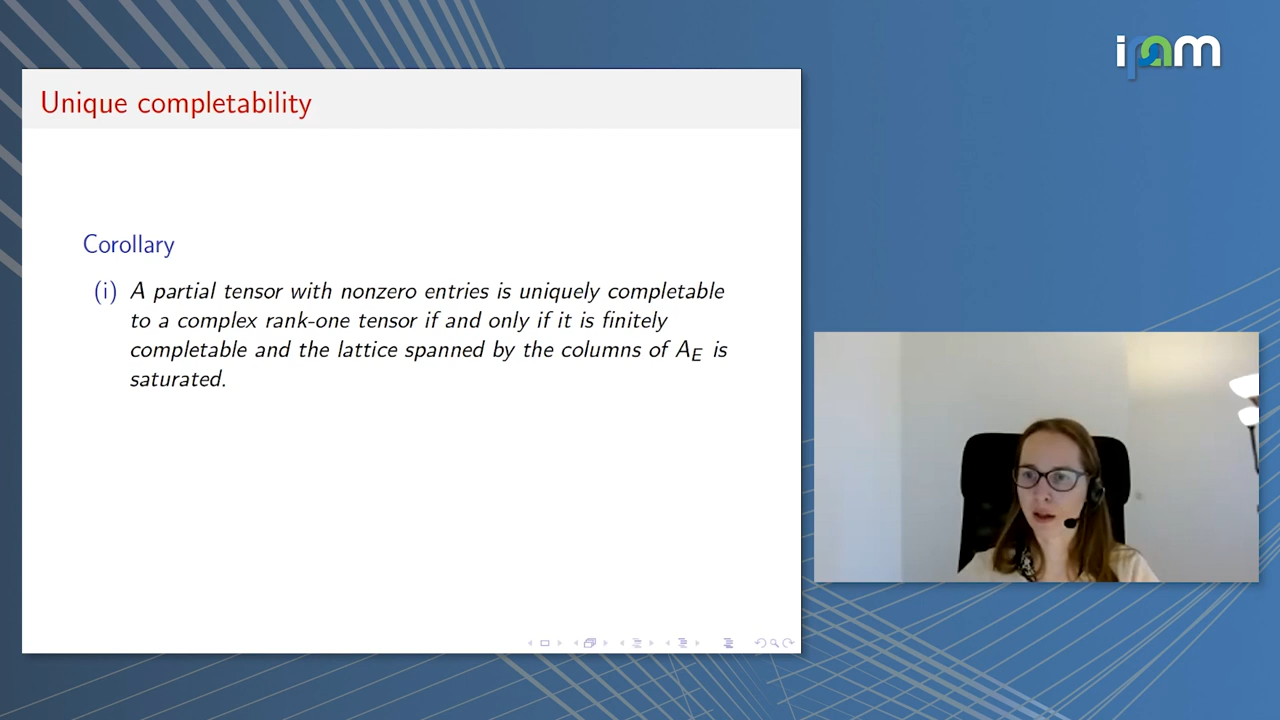 ipam
Unique completability
Corollary
(i) A partial tensor with nonzero entries is uniquely completable
to a complex rank-one tensor if and only if it is finitely
completable and the lattice spanned by the columns of A_E is
saturated.